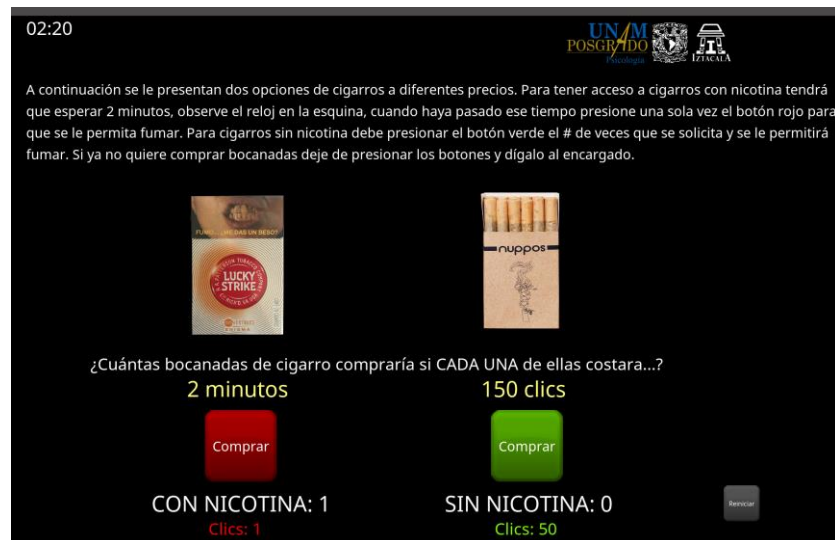 02:20
UNAM
POSGRADO
Psicología
IZTACALA
A continuación se le presentan dos opciones de cigarros a diferentes precios. Para tener acceso a cigarros con nicotina tendrá
que esperar 2 minutos, observe el reloj en la esquina, cuando haya pasado ese tiempo presione una sola vez el botón rojo para
que se le permita fumar. Para cigarros sin nicotina debe presionar el botón verde el # de veces que se solicita y se le permitirá
fumar. Si ya no quiere comprar bocanadas deje de presionar los botones y dígalo al encargado.
LUCKY
STRIKE
nuppos
¿Cuántas bocanadas de cigarro compraría si CADA UNA de ellas costara...?
2 minutos
150 clics
Comprar
Comprar
CON NICOTINA: 1
SIN NICOTINA: 0
Reiniciar
Clics: 1
Clics: 50